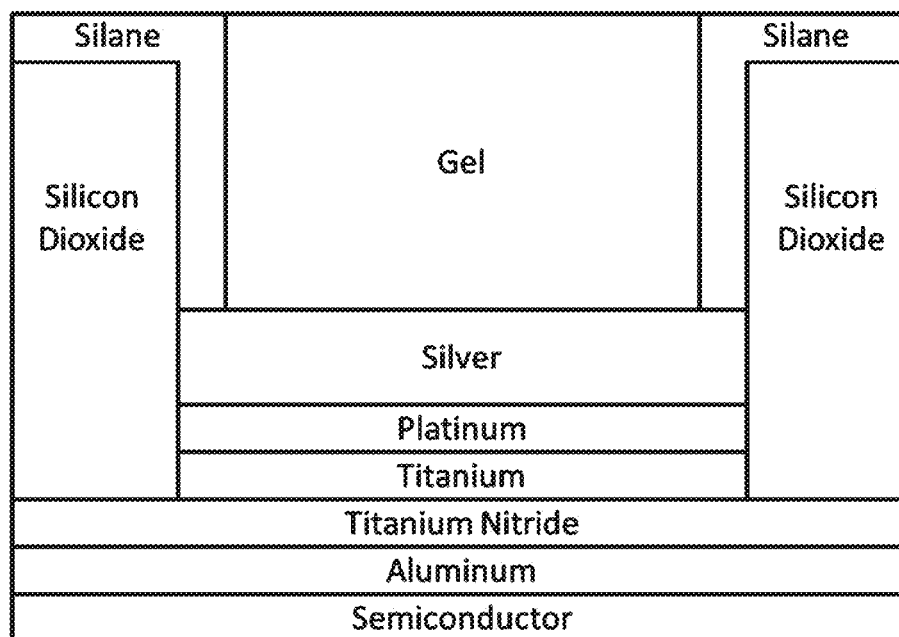 Silane
Silane
Gel
Silicon
Dioxide
Silicon
Dioxide
Silver
Platinum
Titanium
Titanium Nitride
Aluminum
Semiconductor